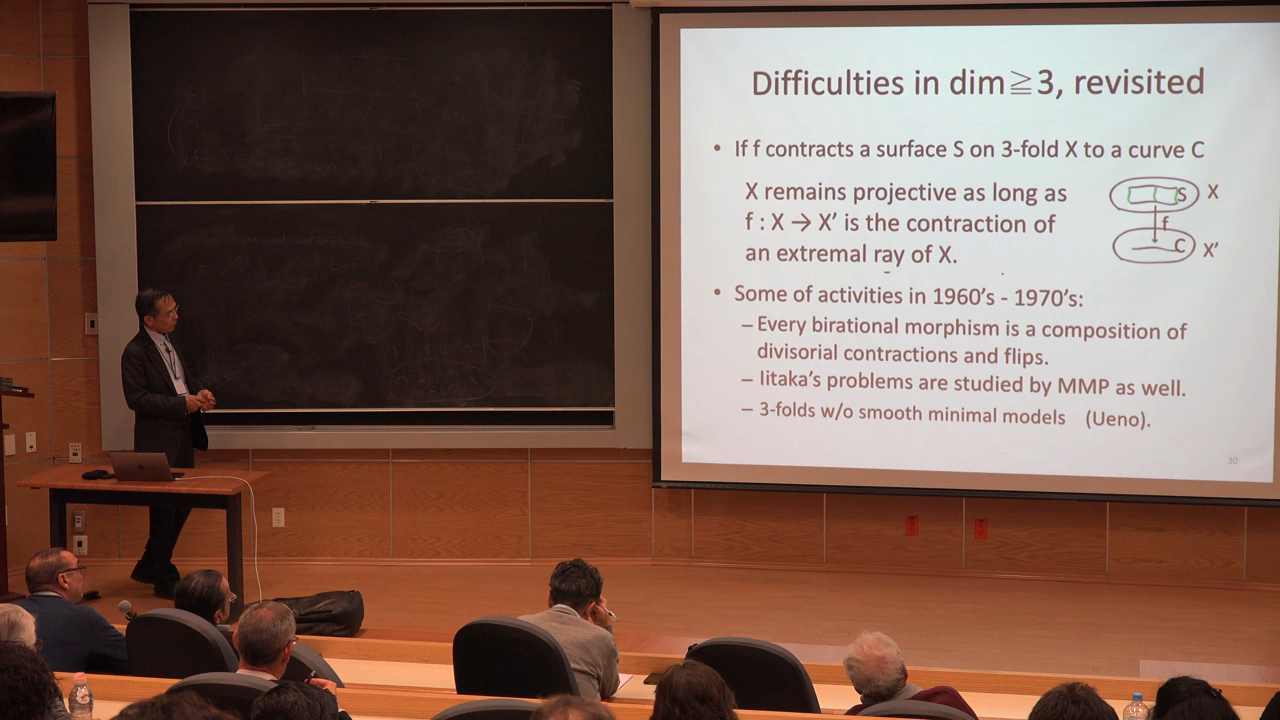 Difficulties in dim≧3, revisited
• If f contracts a surface S on 3-fold X to a curve C
X remains projective as long as
f : X → X’ is the contraction of
an extremal ray of X.
S X
f
C X’
• Some of activities in 1960’s - 1970’s:
– Every birational morphism is a composition of
divisorial contractions and flips.
– Iitaka’s problems are studied by MMP as well.
– 3-folds w/o smooth minimal models (Ueno).
30